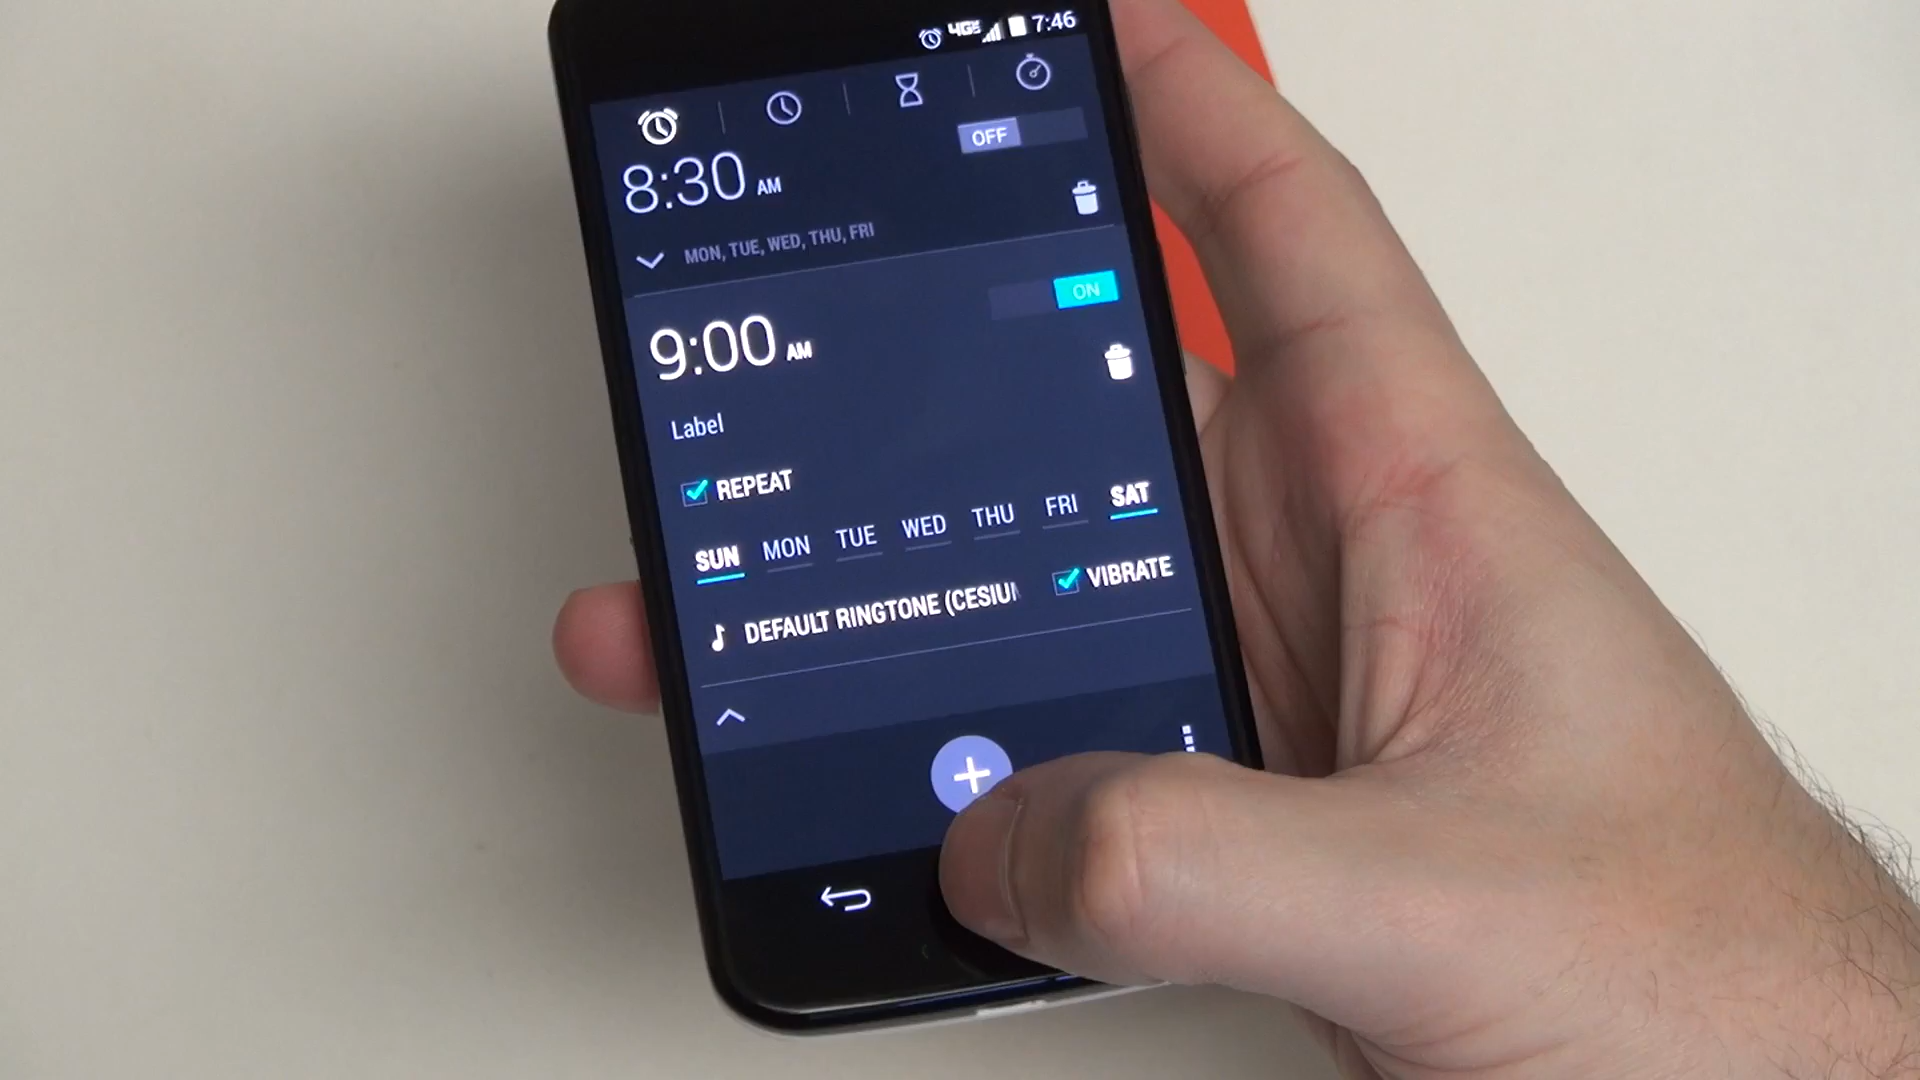 4G 7:46
OFF
8:30 AM
MON, TUE, WED, THU, FRI
ON
9:00 AM
Label
REPEAT
SUN MON TUE WED THU FRI SAT
DEFAULT RINGTONE (CESIU
VIBRATE